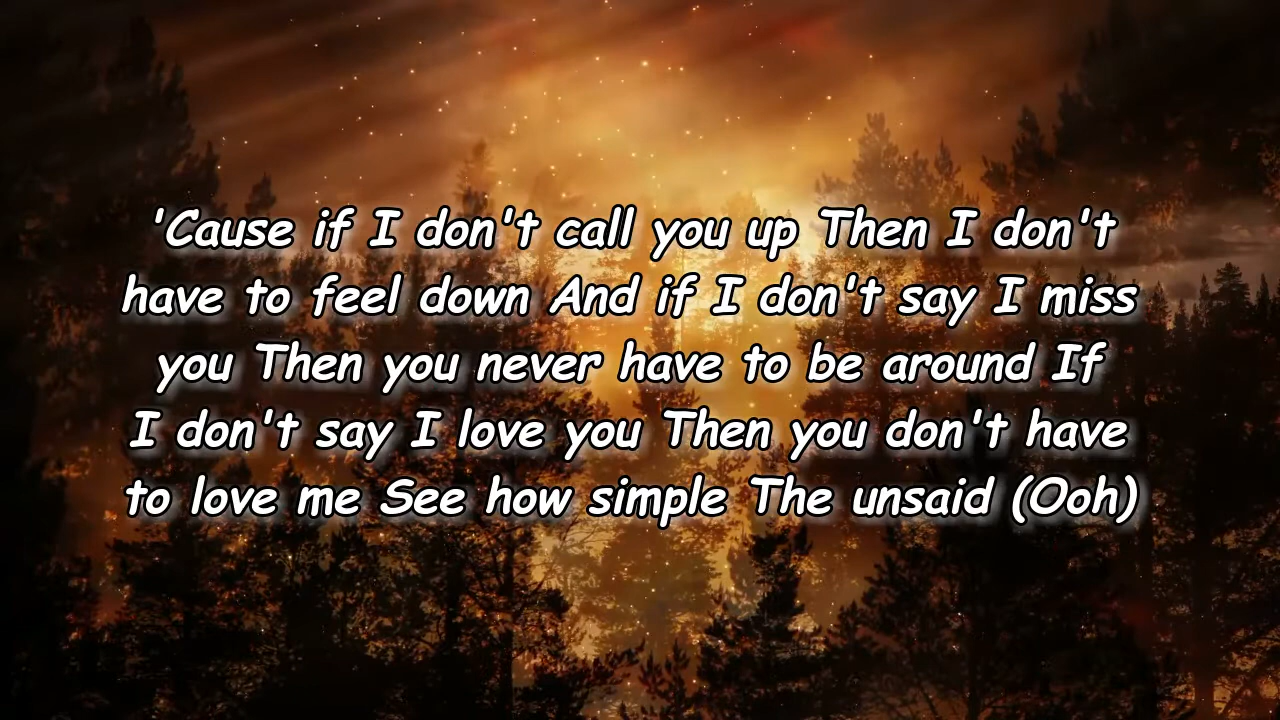 'Cause if I don't call you up Then I don't
have to feel down And if I don't say I miss
you Then you never have to be around If
I don't say I love you Then you don't have
to love me See how simple The unsaid (Ooh)